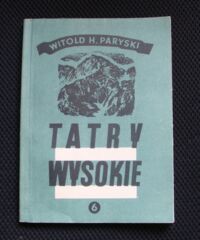 WITOLD H. PARYSKI
TATRY
WYSOKIE
6